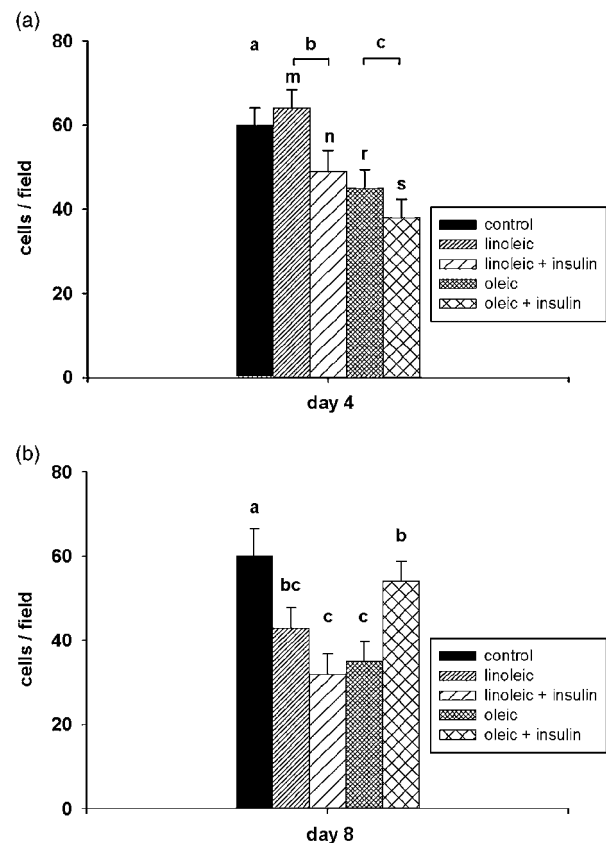 (a)
80
60
40
20
0
cells / field
a
b
c
m
n
r
s
control
linoleic
linoleic + insulin
oleic
oleic + insulin
day 4
(b)
80
60
40
20
0
cells / field
a
bc
c
c
b
control
linoleic
linoleic + insulin
oleic
oleic + insulin
day 8